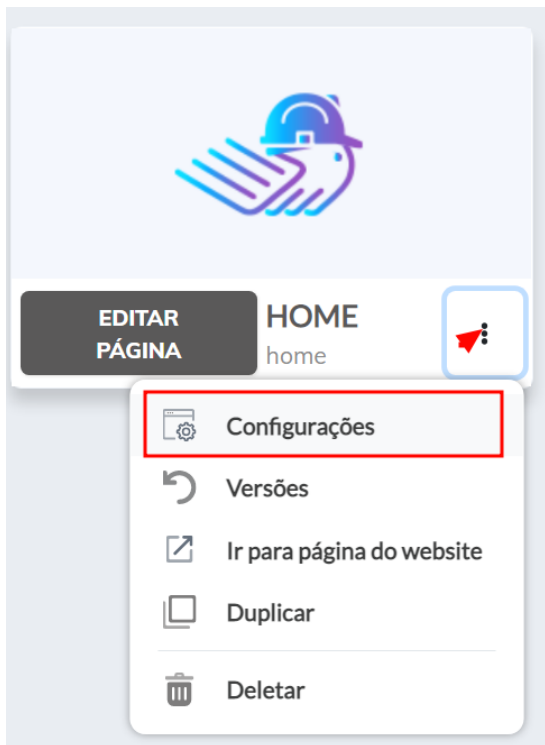 EDITAR
PÁGINA
HOME
home
Configurações
Versões
Ir para página do website
Duplicar
Deletar